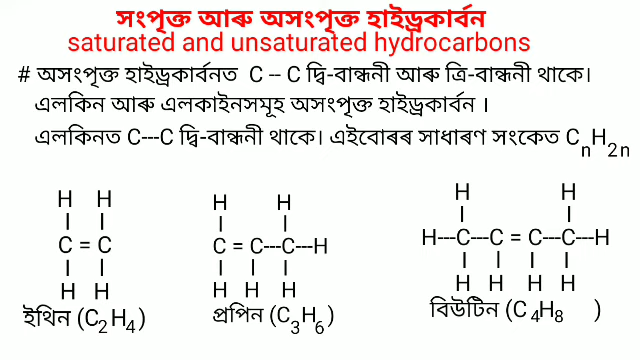 সংপৃক্ত আৰু অসংপৃক্ত হাইড্ৰকাৰ্বন
saturated and unsaturated hydrocarbons
# অসংপৃক্ত হাইড্ৰকাৰ্বনত C -- C দ্বি-বান্ধনী আৰু ত্ৰি-বান্ধনী থাকে।
এলকিন আৰু এলকাইনসমূহ অসংপৃক্ত হাইড্ৰকাৰ্বন ।
এলকিনত C---C দ্বি-বান্ধনী থাকে। এইবোৰৰ সাধাৰণ সংকেত CnH2n
H H
C = C
H H
ইথিন (C2H4)
H H
C = C---C---H
H H H
প্ৰপিন (C3H6)
H H
H---C---C = C---C---H
H H H H
বিউটিন (C4H8 )